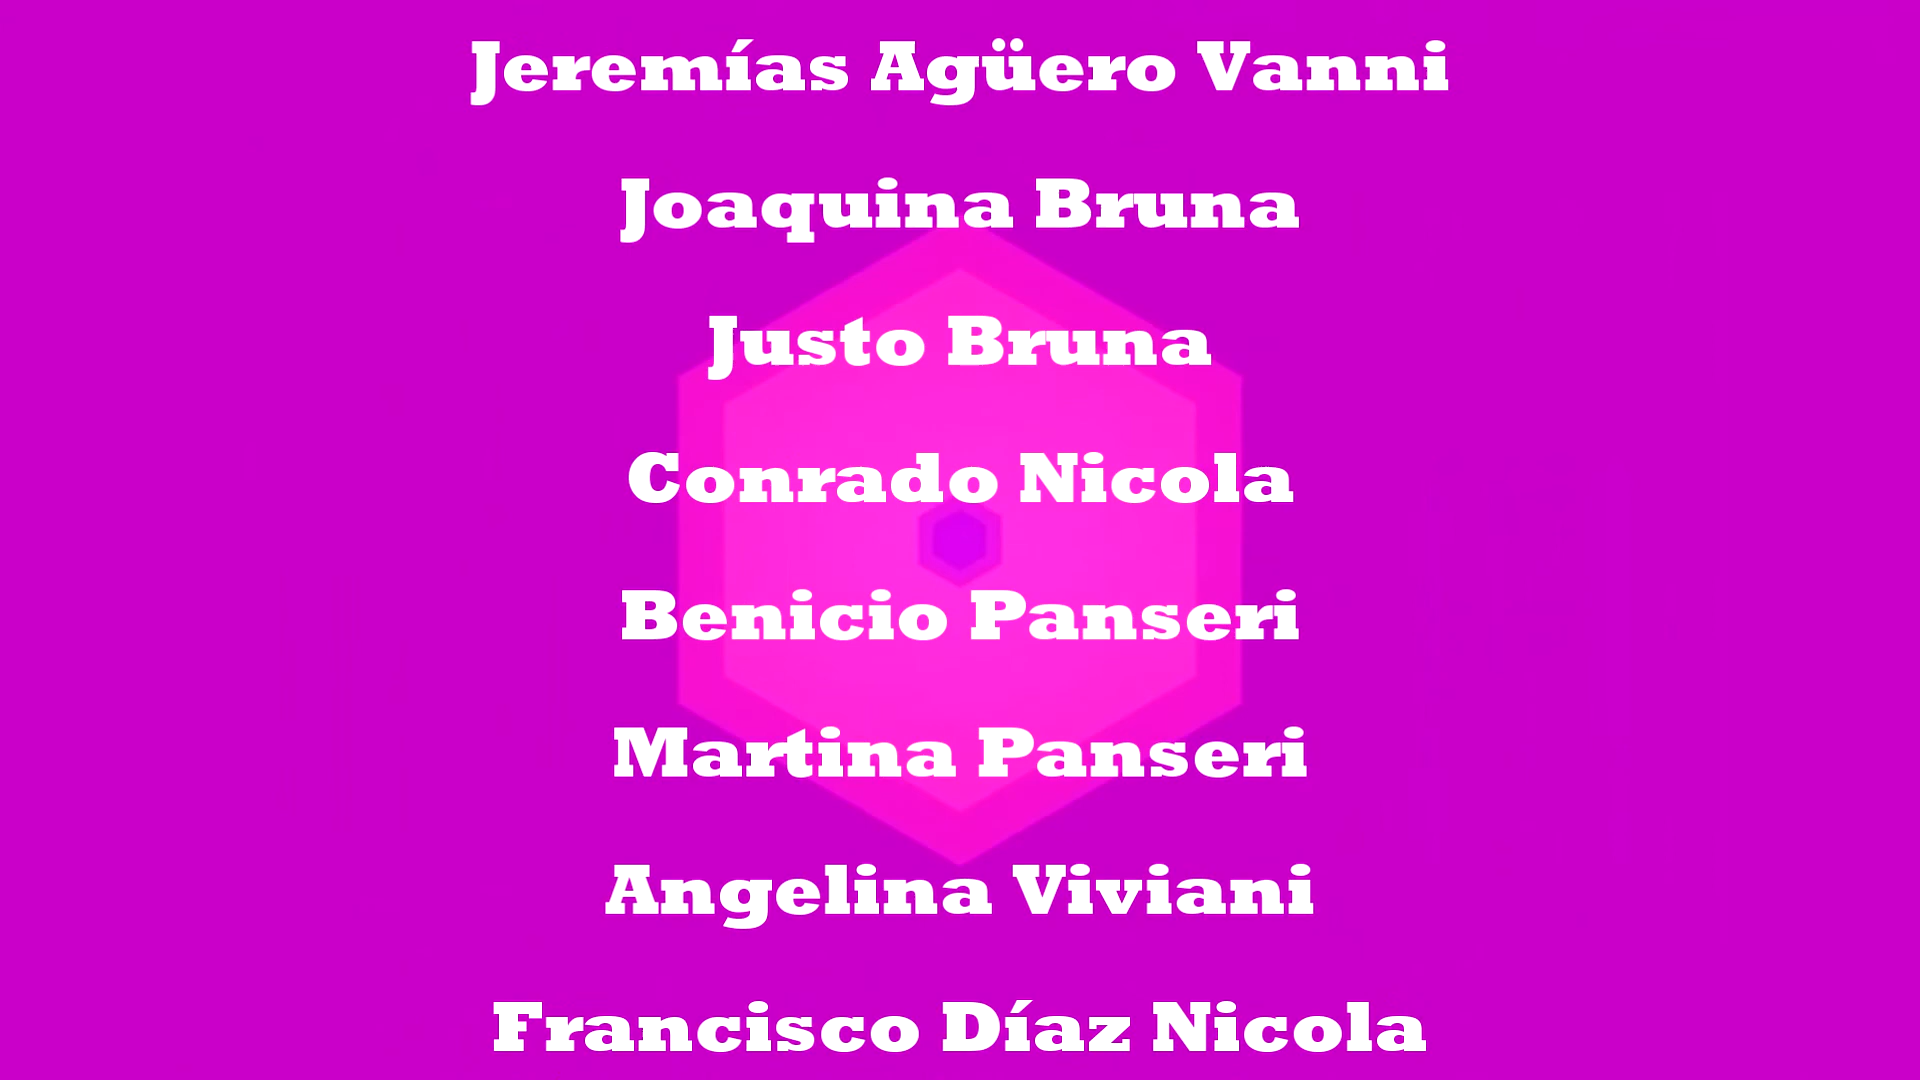 Jeremías Agüero Vanni
Joaquina Bruna
Justo Bruna
Conrado Nicola
Benicio Panseri
Martina Panseri
Angelina Viviani
Francisco Díaz Nicola